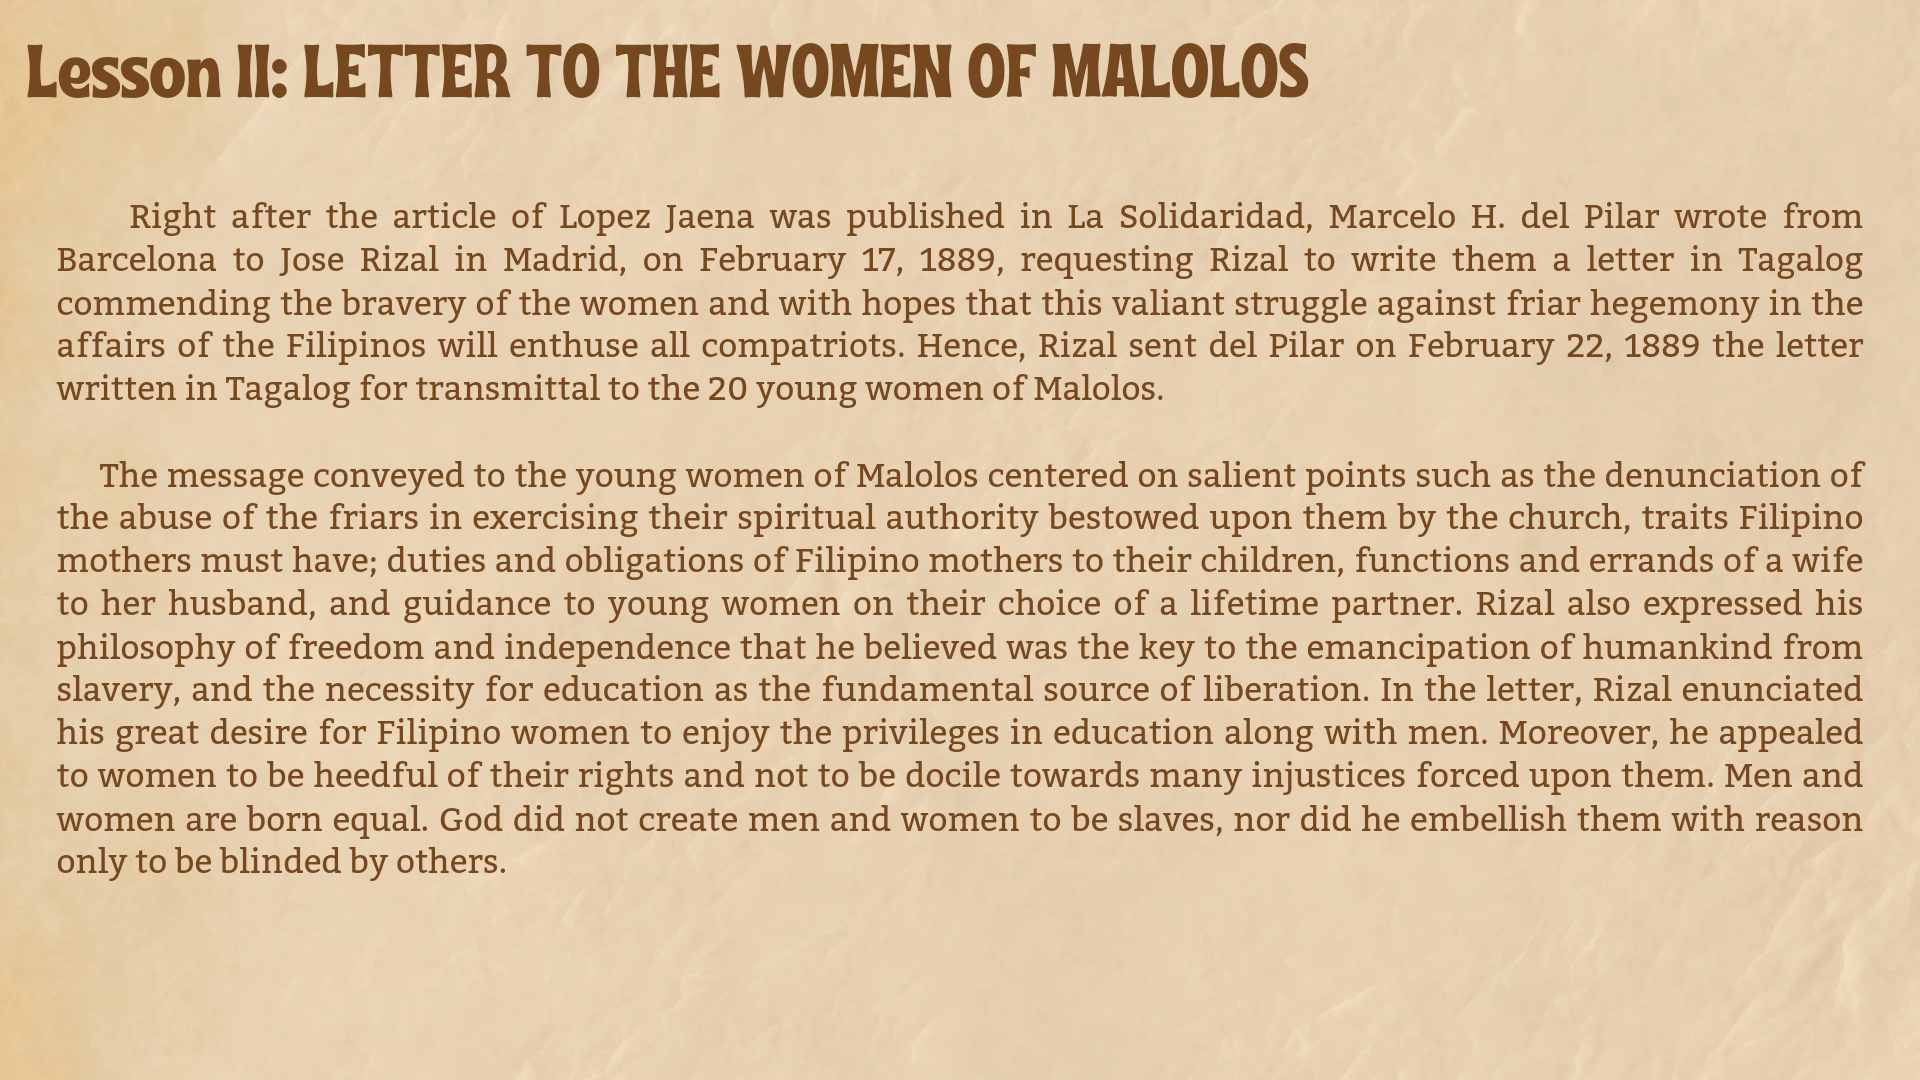 Lesson II: LETTER TO THE WOMEN OF MALOLOS
Right after the article of Lopez Jaena was published in La Solidaridad, Marcelo H. del Pilar wrote from
Barcelona to Jose Rizal in Madrid, on February 17, 1889, requesting Rizal to write them a letter in Tagalog
commending the bravery of the women and with hopes that this valiant struggle against friar hegemony in the
affairs of the Filipinos will enthuse all compatriots. Hence, Rizal sent del Pilar on February 22, 1889 the letter
written in Tagalog for transmittal to the 20 young women of Malolos.
The message conveyed to the young women of Malolos centered on salient points such as the denunciation of
the abuse of the friars in exercising their spiritual authority bestowed upon them by the church, traits Filipino
mothers must have; duties and obligations of Filipino mothers to their children, functions and errands of a wife
to her husband, and guidance to young women on their choice of a lifetime partner. Rizal also expressed his
philosophy of freedom and independence that he believed was the key to the emancipation of humankind from
slavery, and the necessity for education as the fundamental source of liberation. In the letter, Rizal enunciated
his great desire for Filipino women to enjoy the privileges in education along with men. Moreover, he appealed
to women to be heedful of their rights and not to be docile towards many injustices forced upon them. Men and
women are born equal. God did not create men and women to be slaves, nor did he embellish them with reason
only to be blinded by others.